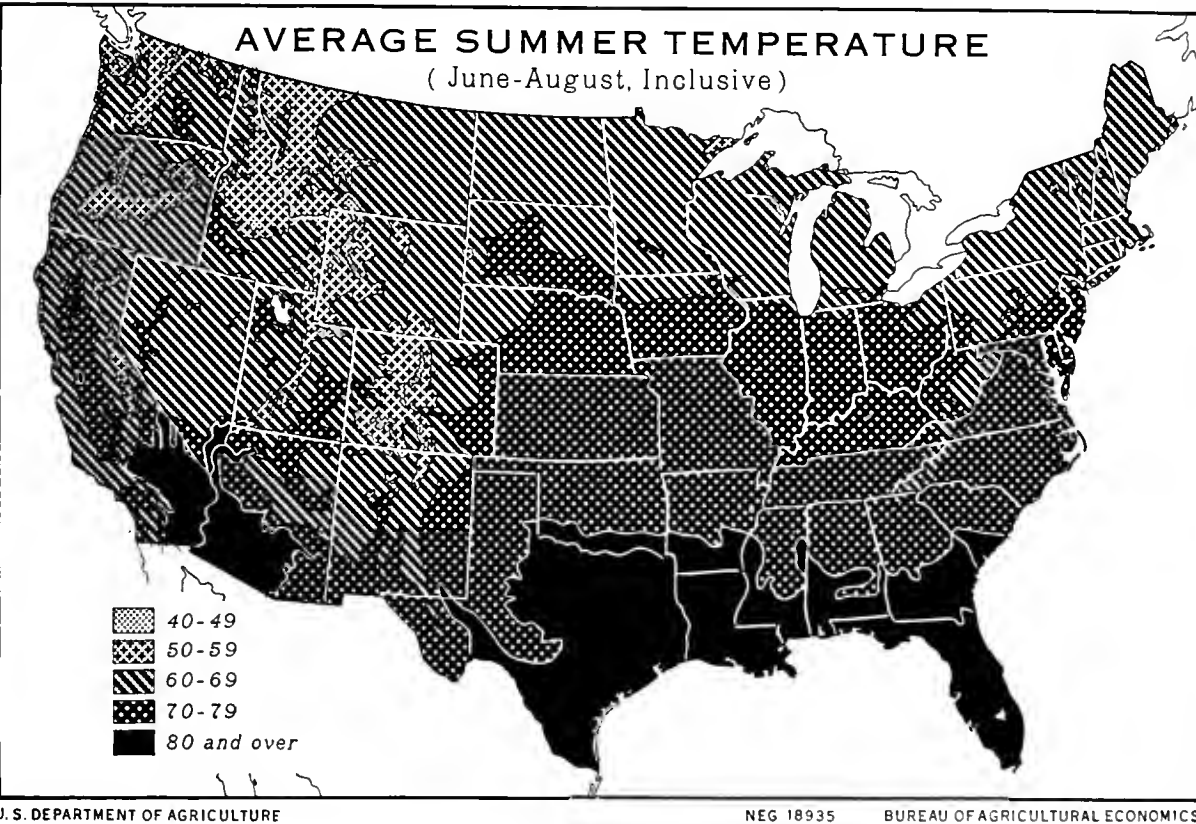 AVERAGE SUMMER TEMPERATURE
( June-August, Inclusive )
40-49
50-59
60-69
70-79
80 and over
U.S. DEPARTMENT OF AGRICULTURE
NEG 18935
BUREAU OF AGRICULTURAL ECONOMICS